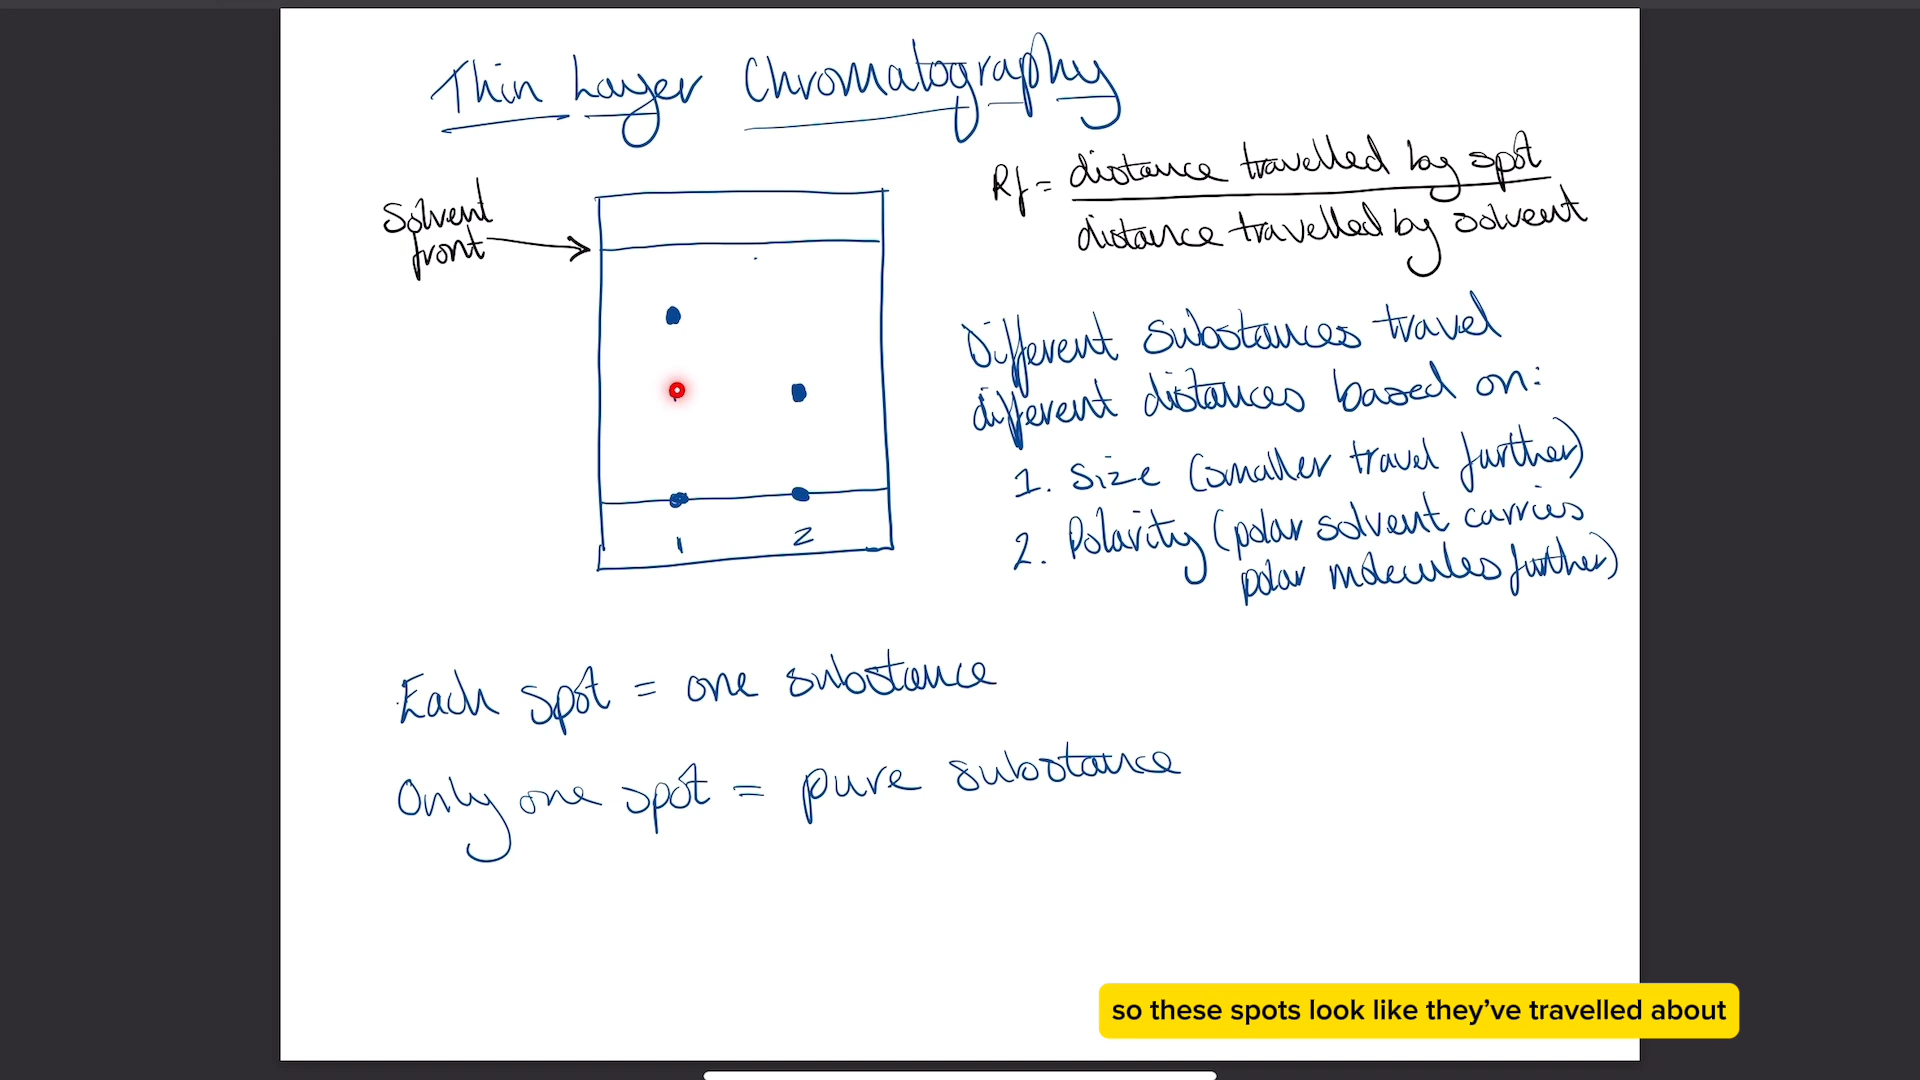 Thin Layer Chromatography
Solvent
front
Rf = distance travelled by spot
distance travelled by solvent
Different substances travel
different distances based on:
1. Size (smaller travel further)
2. Polarity (polar solvent carries
polar molecules further)
1 2
Each spot = one substance
Only one spot = pure substance
so these spots look like they’ve travelled about